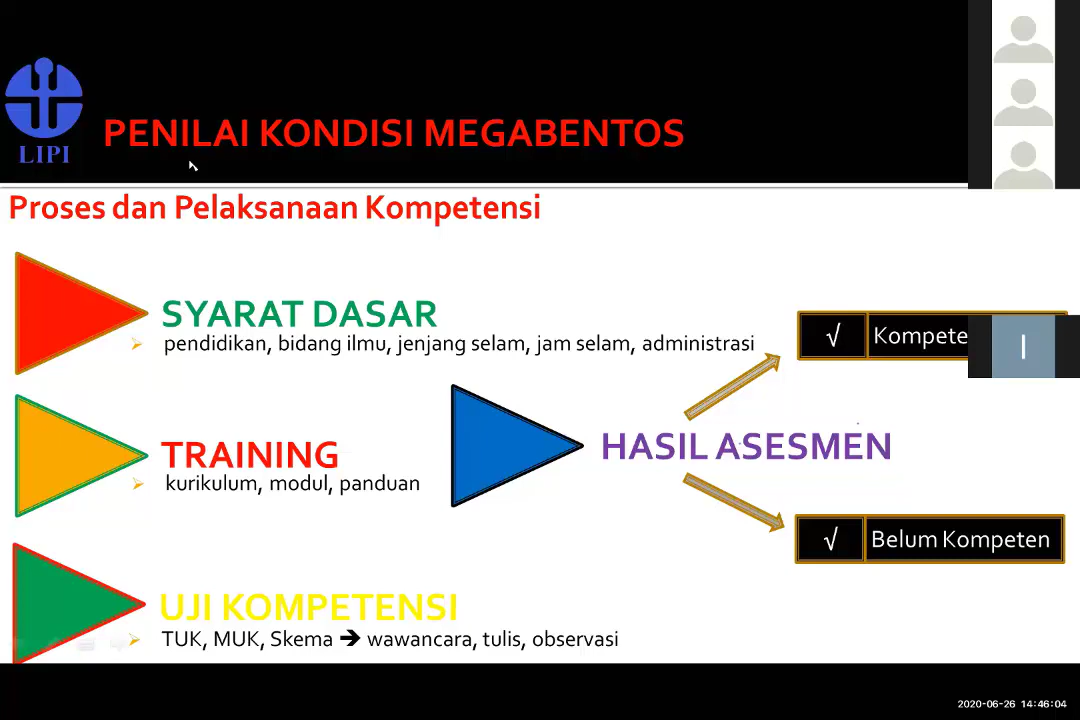 LIPI
PENILAI KONDISI MEGABENTOS
Proses dan Pelaksanaan Kompetensi
SYARAT DASAR
pendidikan, bidang ilmu, jenjang selam, jam selam, administrasi
√ Kompete
I
TRAINING
kurikulum, modul, panduan
HASIL ASESMEN
√ Belum Kompeten
UJI KOMPETENSI
TUK, MUK, Skema ➔ wawancara, tulis, observasi
2020-06-26 14:46:04